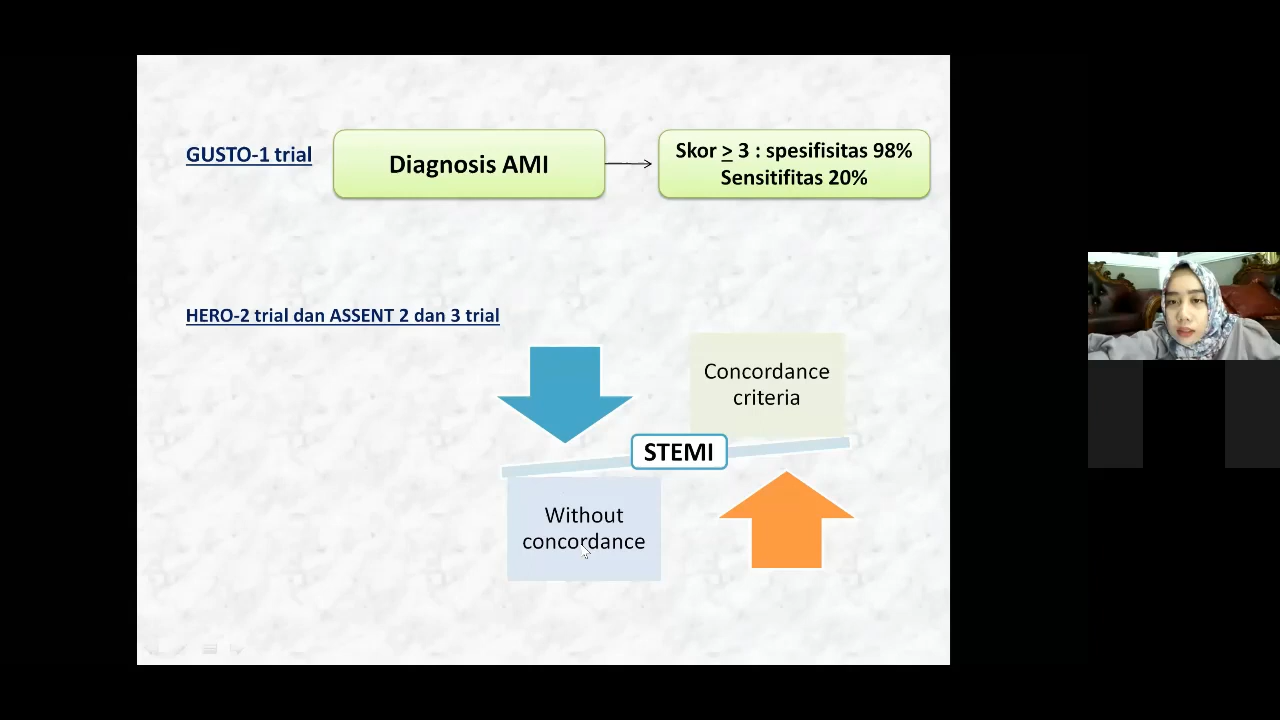 GUSTO-1 trial
Diagnosis AMI
Skor > 3 : spesifisitas 98%
Sensitifitas 20%
HERO-2 trial dan ASSENT 2 dan 3 trial
Concordance
criteria
STEMI
Without
concordance